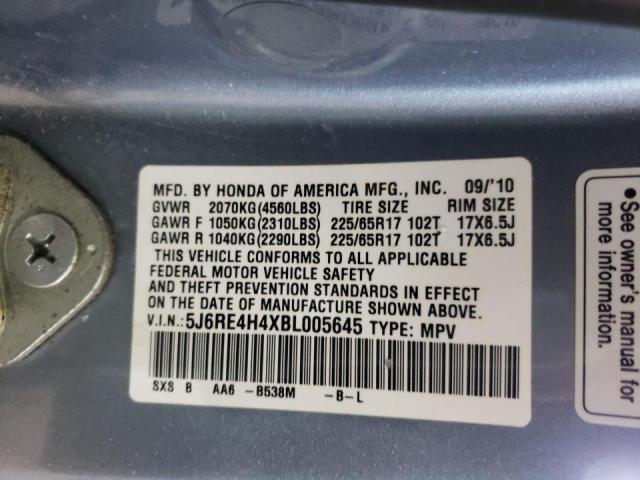 MFD. BY HONDA OF AMERICA MFG., INC. 09/'10
GVWR 2070KG(4560LBS) TIRE SIZE RIM SIZE
GAWR F 1050KG(2310LBS) 225/65R17 102T 17X6.5J
GAWR R 1040KG(2290LBS) 225/65R17 102T 17X6.5J
THIS VEHICLE CONFORMS TO ALL APPLICABLE
FEDERAL MOTOR VEHICLE SAFETY
AND THEFT PREVENTION STANDARDS IN EFFECT
ON THE DATE OF MANUFACTURE SHOWN ABOVE.
V.I.N.:5J6RE4H4XBL005645 TYPE: MPV
SXS B AA6 -B538M -B-L
See owner's manual for
more information.